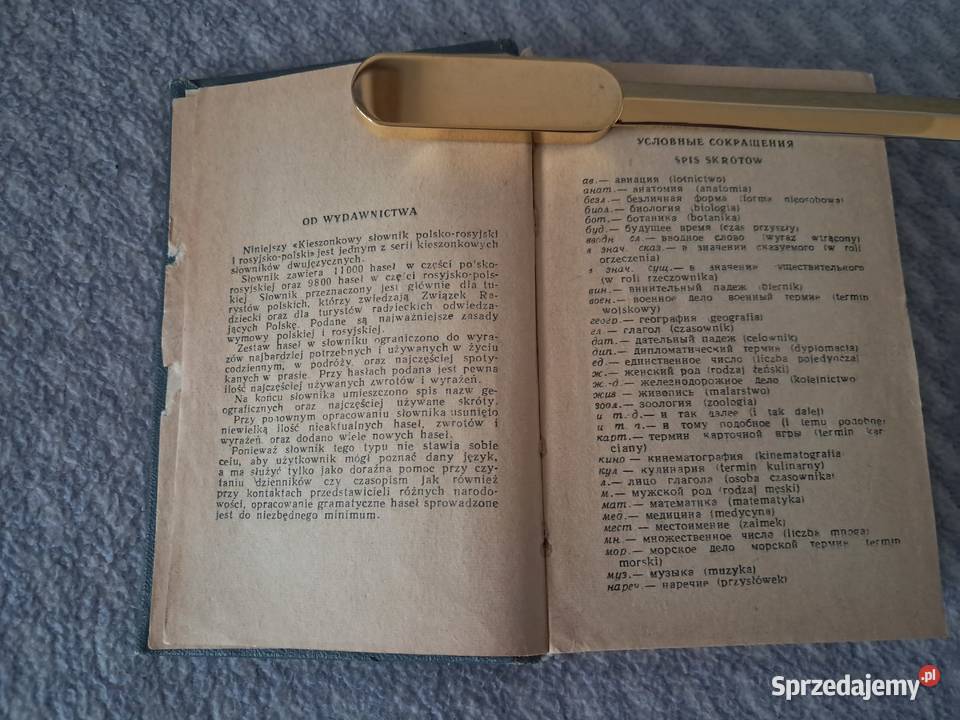 OD WYDAWNICTWA
Niniejszy «Kieszonkowy słownik polsko-rosyjski
i rosyjsko-polski» jest jednym z serii kieszonkowych
słowników dwujęzycznych.
Słownik zawiera 11000 haseł w części polsko-
rosyjskiej oraz 9800 haseł w części rosyjsko-pols-
kiej. Słownik przeznaczony jest głównie dla tu-
rystów polskich, którzy zwiedzają Związek Ra-
dziecki oraz dla turystów radzieckich odwiedza-
jących Polskę. Podane są najważniejsze zasady
wymowy polskiej i rosyjskiej.
Zestaw haseł w słowniku ograniczono do wyra-
zów najbardziej potrzebnych i używanych w życiu
codziennym, w podróży, oraz najczęściej spoty-
kanych w prasie. Przy hasłach podana jest pewna
ilość najczęściej używanych zwrotów i wyrażeń.
Na końcu słownika umieszczono spis nazw ge-
ograficznych oraz najczęściej używane skróty.
Przy ponownym opracowaniu słownika usunięto
niewielką ilość nieaktualnych haseł, zwrotów i
wyrażeń, oraz dodano wiele nowych haseł.
Ponieważ słownik tego typu nie stawia sobie
celu, aby użytkownik mógł poznać dany język,
a ma służyć tylko jako doraźna pomoc przy czy-
taniu dzienników czy czasopism jak również
przy kontaktach przedstawicieli różnych narodo-
wości, opracowanie gramatyczne haseł sprowadzone
jest do niezbędnego minimum.
УСЛОВНЫЕ СОКРАЩЕНИЯ
SPIS SKRÓTÓW
ав.— авиация (lotnictwo)
анат.— анатомия (anatomia)
безл.— безличная форма (forma nieosobowa)
биол.— биология (biologia)
бот.— ботаника (botanika)
буд.— будущее время (czas przyszły)
вводн сл.— вводное слово (wyraz wtrącony)
в знач. сказ.— в значении сказуемого (w roli
orzeczenia)
в знач. сущ.— в значении существительного
(w roli rzeczownika)
вин.— винительный падеж (biernik)
воен.— военное дело военный термин (termin
wojskowy)
геогр.— география (geografia)
гл.— глагол (czasownik)
дат.— дательный падеж (celownik)
дип.— дипломатический термин (dyplomacja)
ед.— единственное число (liczba pojedyncza)
ж.— женский род (rodzaj żeński)
ж.-д.— железнодорожное дело (kolejnictwo
жив — живопись (malarstwo)
зоол.— зоология (zoologia)
и т.д.— и так далее (i tak dalej)
и т п.— и тому подобное (i temu podobne)
карт.— термин карточной игры (termin kar-
ciany)
кино — кинематография (kinematografia
кул — кулинария (termin kulinarny)
л.— лицо глагола (osoba czasownika)
м.— мужской род (rodzaj męski)
мат.— математика (matematyka)
мед.— медицина (medycyna)
мест — местоимение (zaimek)
мн.— множественное число (liczba mnoga)
мор.— морское дело морской термин termin
morski)
муз.— музыка (muzyka)
нареч.— наречие (przysłówek)
Sprzedajemy.pl